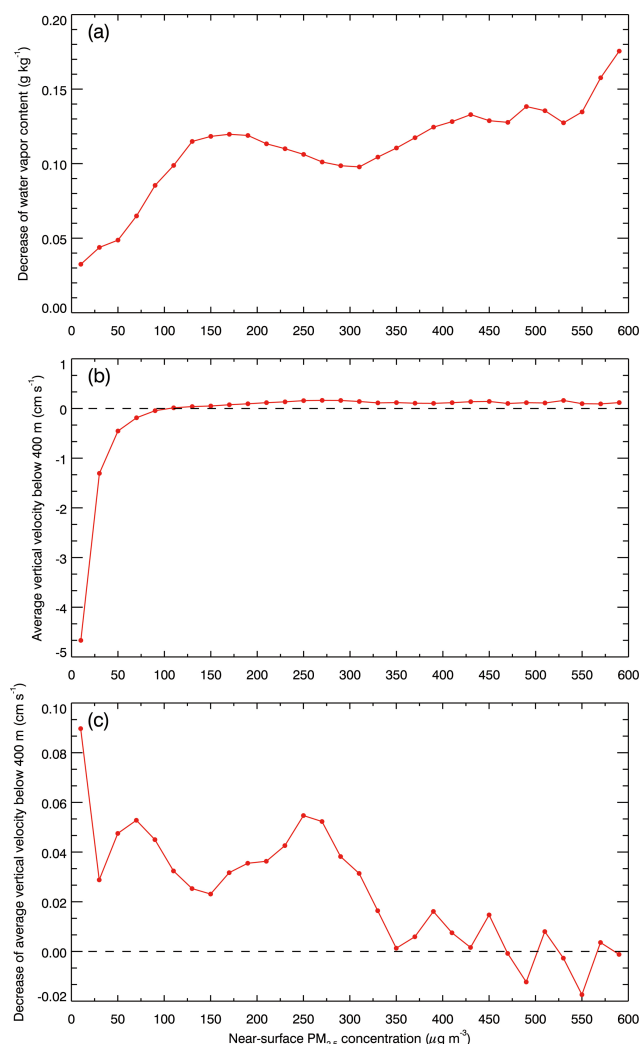 (a)
Decrease of water vapor content (g kg⁻¹)
0.20
0.15
0.10
0.05
0.00
0 50 100 150 200 250 300 350 400 450 500 550 600
(b)
Average vertical velocity below 400 m (cm s⁻¹)
1
0
-1
-2
-3
-4
-5
0 50 100 150 200 250 300 350 400 450 500 550 600
(c)
Decrease of average vertical velocity below 400 m (cm s⁻¹)
0.10
0.08
0.06
0.04
0.02
0.00
-0.02
0 50 100 150 200 250 300 350 400 450 500 550 600
Near-surface PM₂.₅ concentration (μg m⁻³)